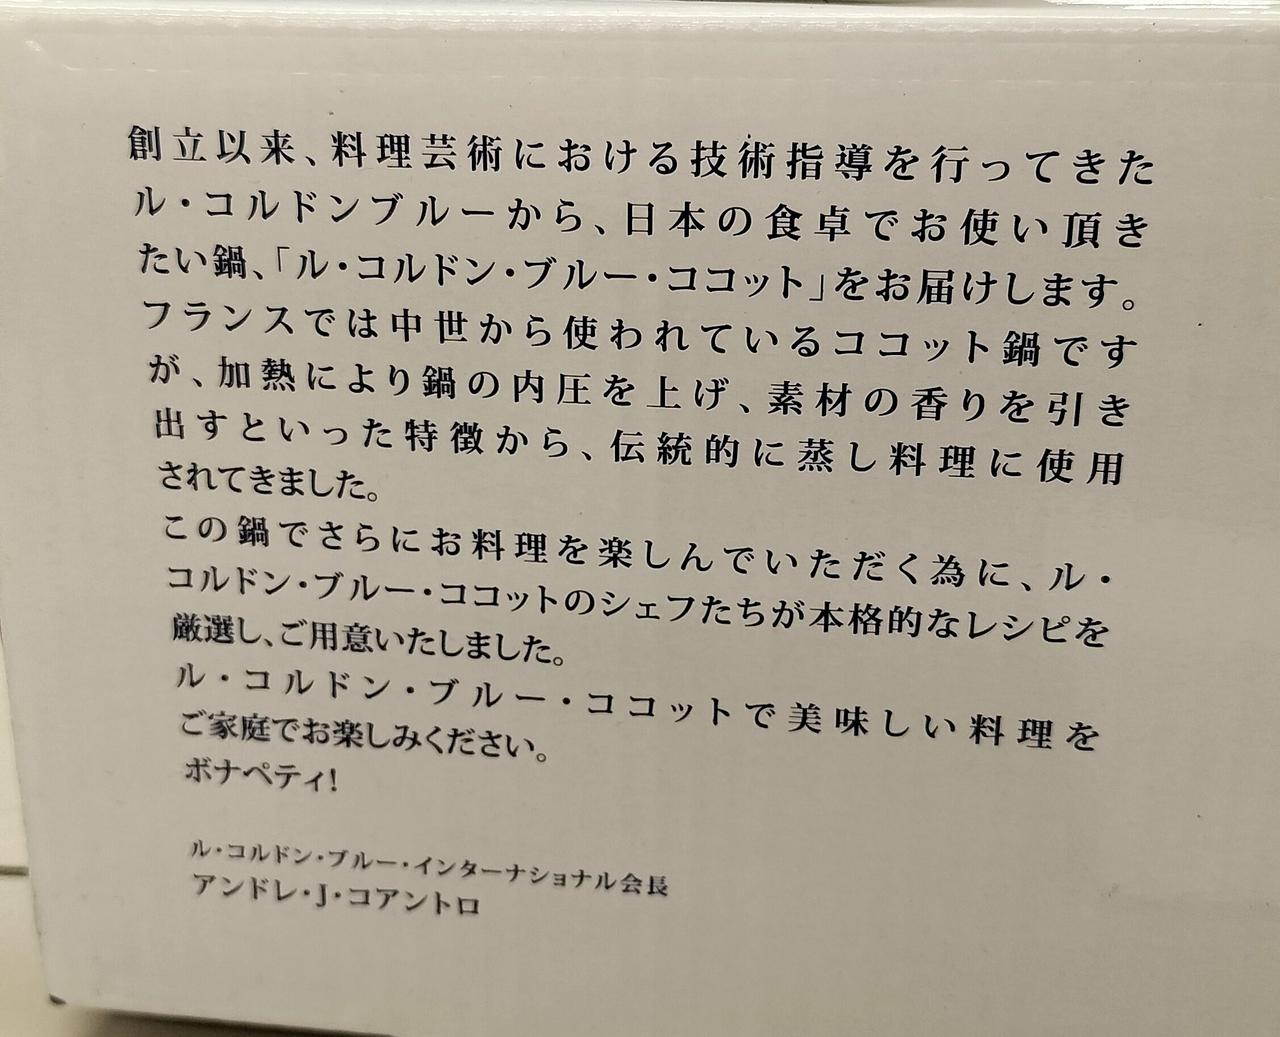 創立以来、料理芸術における技術指導を行ってきた
ル・コルドンブルーから、日本の食卓でお使い頂き
たい鍋、「ル・コルドン・ブルー・ココット」をお届けします。
フランスでは中世から使われているココット鍋です
が、加熱により鍋の内圧を上げ、素材の香りを引き
出すといった特徴から、伝統的に蒸し料理に使用
されてきました。
この鍋でさらにお料理を楽しんでいただく為に、ル・
コルドン・ブルー・ココットのシェフたちが本格的なレシピを
厳選し、ご用意いたしました。
ル・コルドン・ブルー・ココットで美味しい料理を
ご家庭でお楽しみください。
ボナペティ!
ル・コルドン・ブルー・インターナショナル会長
アンドレ・J・コアントロ